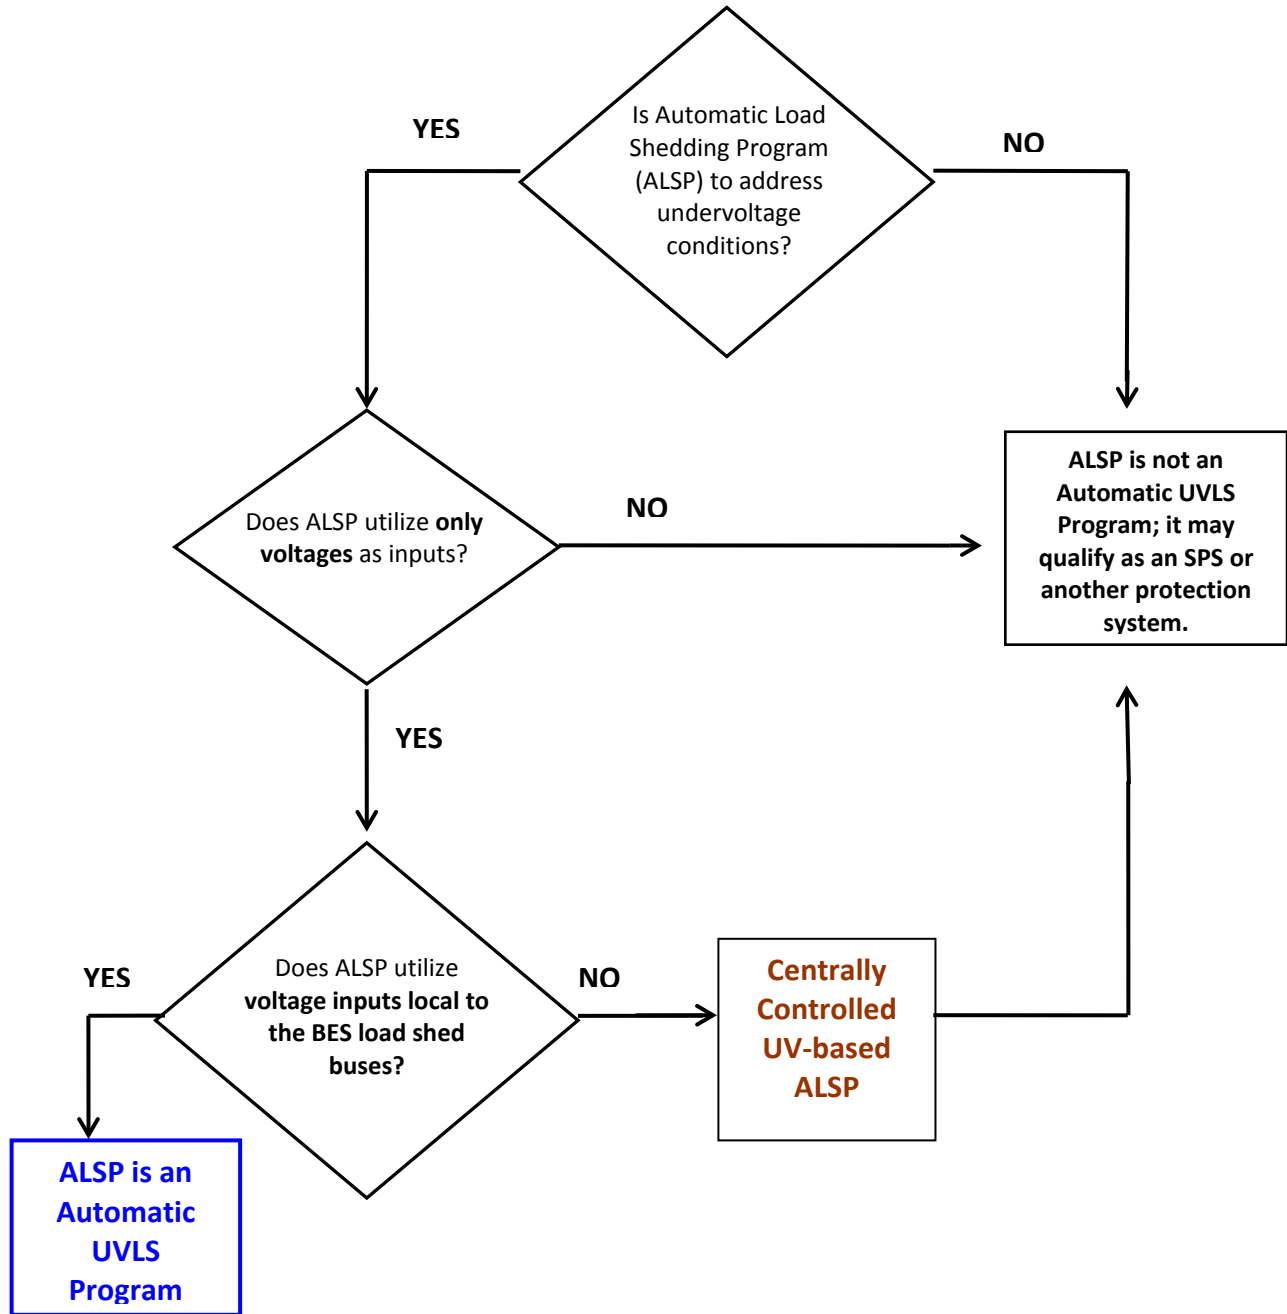 Is Automatic Load
Shedding Program
(ALSP) to address
undervoltage
conditions?
YES
NO
Does ALSP utilize only
voltages as inputs?
NO
ALSP is not an
Automatic UVLS
Program; it may
qualify as an SPS or
another protection
system.
YES
Does ALSP utilize
voltage inputs local to
the BES load shed
buses?
YES
NO
Centrally
Controlled
UV-based
ALSP
ALSP is an
Automatic
UVLS
Program